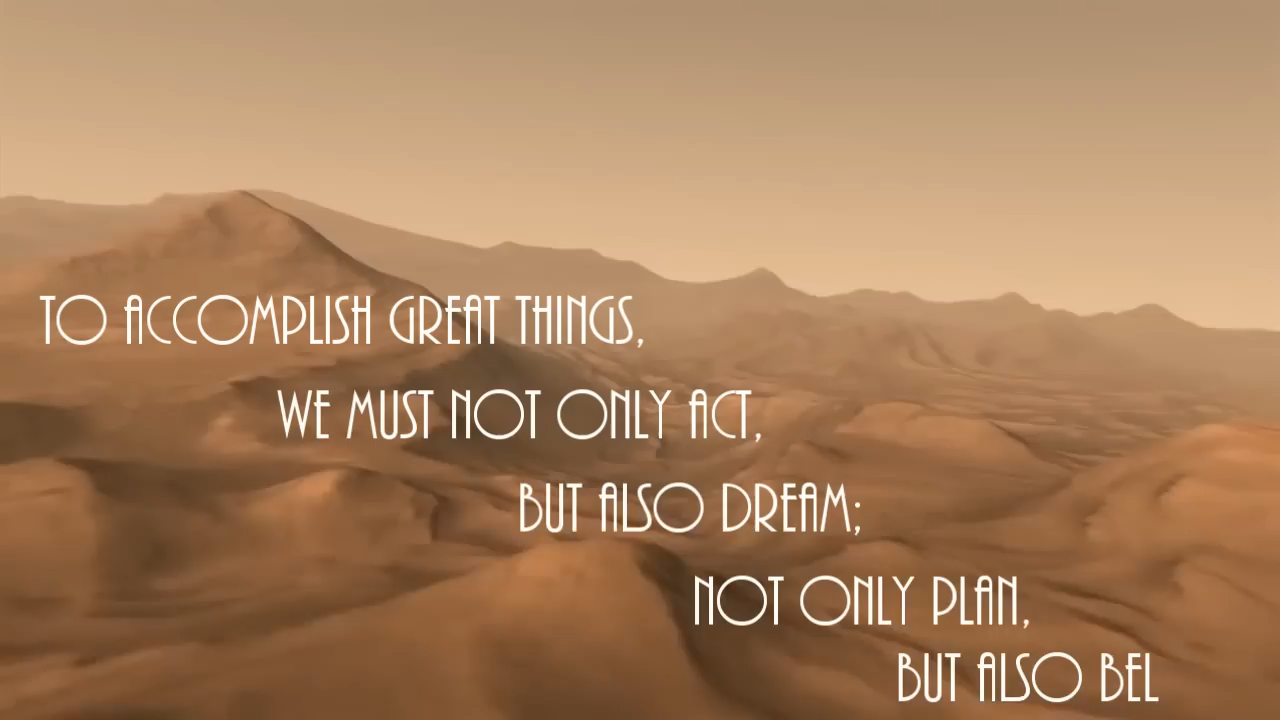 TO ACCOMPLISH GREAT THINGS,
WE MUST NOT ONLY ACT,
BUT ALSO DREAM;
NOT ONLY PLAN,
BUT ALSO BEL